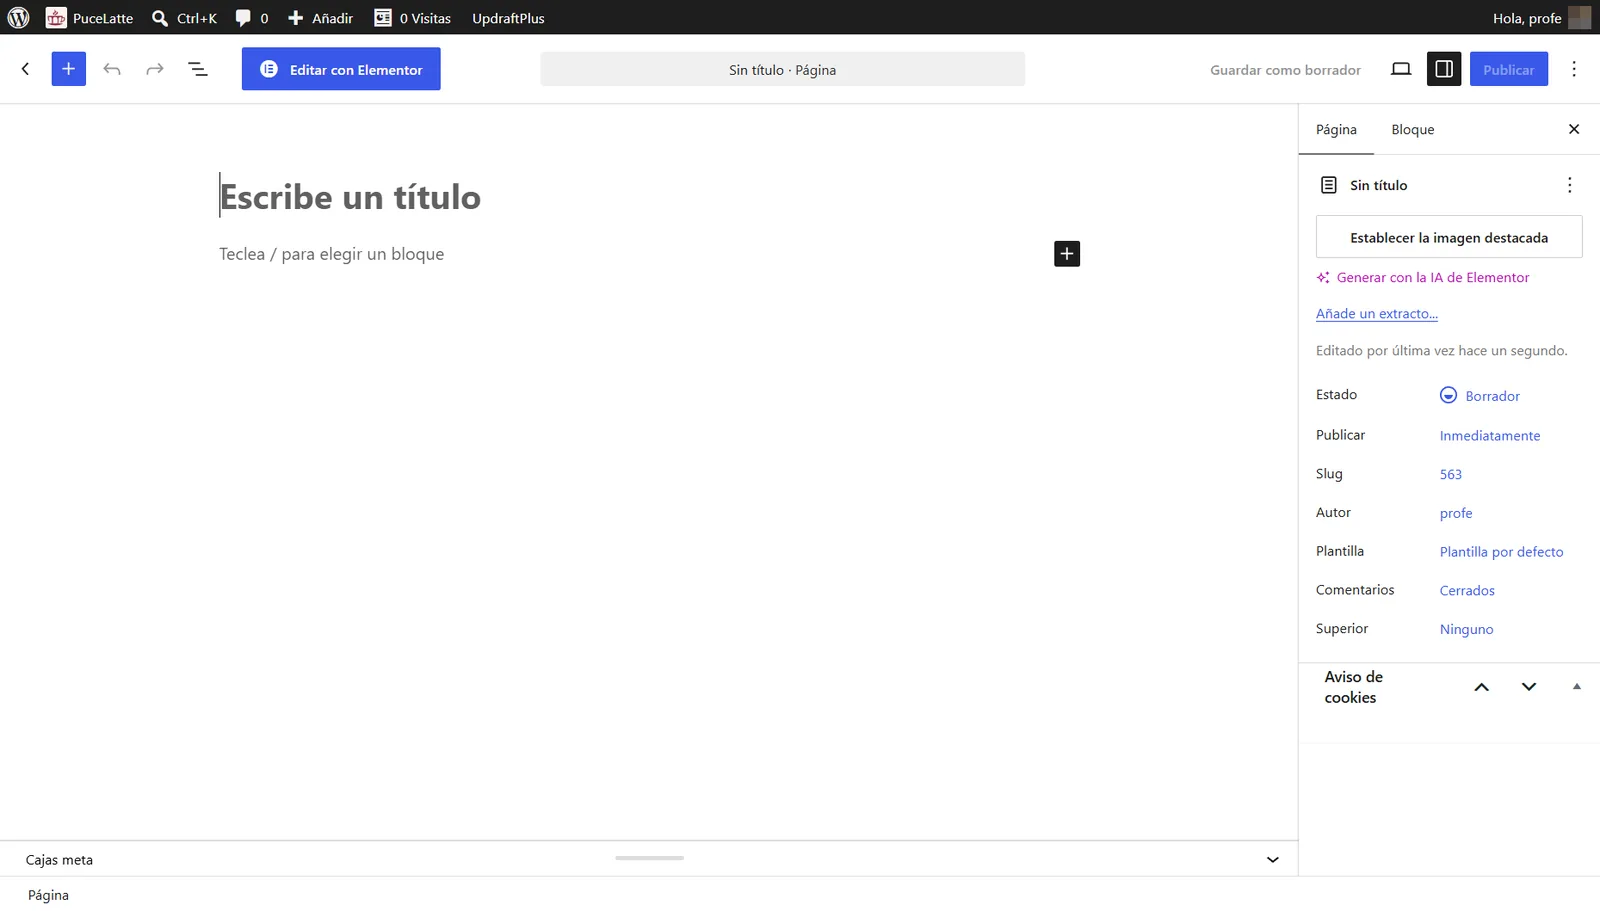 PuceLatte Ctrl+K 0 Añadir 0 Visitas UpdraftPlus Hola, profe
Editar con Elementor Sin título · Página Guardar como borrador Publicar
Página Bloque
Escribe un título
Teclea / para elegir un bloque
Sin título
Establecer la imagen destacada
Generar con la IA de Elementor
Añade un extracto...
Editado por última vez hace un segundo.
Estado Borrador
Publicar Inmediatamente
Slug 563
Autor profe
Plantilla Plantilla por defecto
Comentarios Cerrados
Superior Ninguno
Aviso de
cookies
Cajas meta
Página